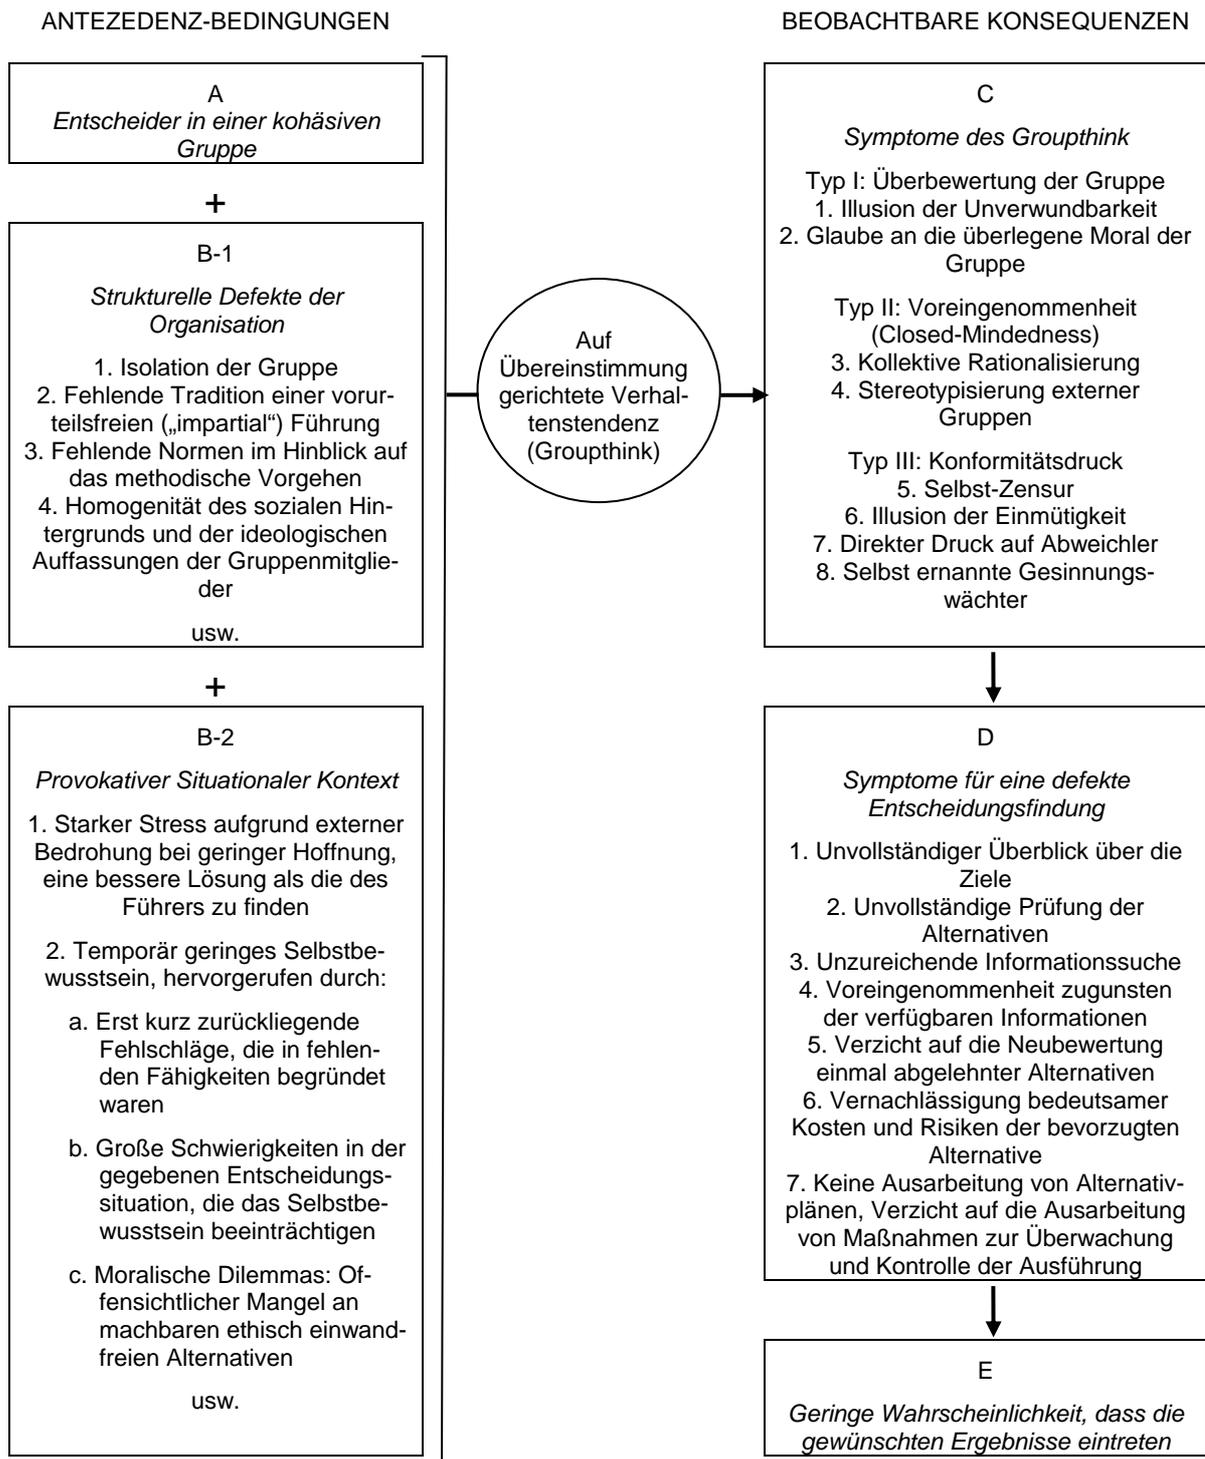 ANTEZEDENZ-BEDINGUNGEN
A
Entscheider in einer kohäsiven
Gruppe
+
B-1
Strukturelle Defekte der
Organisation
1. Isolation der Gruppe
2. Fehlende Tradition einer vorur-
teilsfreien („impartial“) Führung
3. Fehlende Normen im Hinblick auf
das methodische Vorgehen
4. Homogenität des sozialen Hin-
tergrunds und der ideologischen
Auffassungen der Gruppenmitglie-
der
usw.
+
B-2
Provokativer Situationaler Kontext
1. Starker Stress aufgrund externer
Bedrohung bei geringer Hoffnung,
eine bessere Lösung als die des
Führers zu finden
2. Temporär geringes Selbstbe-
wusstsein, hervorgerufen durch:
a. Erst kurz zurückliegende
Fehlschläge, die in fehlen-
den Fähigkeiten begründet
waren
b. Große Schwierigkeiten in der
gegebenen Entscheidungs-
situation, die das Selbstbe-
wusstsein beeinträchtigen
c. Moralische Dilemmas: Of-
fensichtlicher Mangel an
machbaren ethisch einwand-
freien Alternativen
usw.
Auf
Übereinstimmung
gerichtete Verhal-
tenstendenz
(Groupthink)
BEOBACHTBARE KONSEQUENZEN
C
Symptome des Groupthink
Typ I: Überbewertung der Gruppe
1. Illusion der Unverwundbarkeit
2. Glaube an die überlegene Moral der
Gruppe
Typ II: Voreingenommenheit
(Closed-Mindedness)
3. Kollektive Rationalisierung
4. Stereotypisierung externer
Gruppen
Typ III: Konformitätsdruck
5. Selbst-Zensur
6. Illusion der Einmütigkeit
7. Direkter Druck auf Abweichler
8. Selbst ernannte Gesinnungs-
wächter
D
Symptome für eine defekte
Entscheidungsfindung
1. Unvollständiger Überblick über die
Ziele
2. Unvollständige Prüfung der
Alternativen
3. Unzureichende Informationssuche
4. Voreingenommenheit zugunsten
der verfügbaren Informationen
5. Verzicht auf die Neubewertung
einmal abgelehnter Alternativen
6. Vernachlässigung bedeutsamer
Kosten und Risiken der bevorzugten
Alternative
7. Keine Ausarbeitung von Alternativ-
plänen, Verzicht auf die Ausarbeitung
von Maßnahmen zur Überwachung
und Kontrolle der Ausführung
E
Geringe Wahrscheinlichkeit, dass die
gewünschten Ergebnisse eintreten